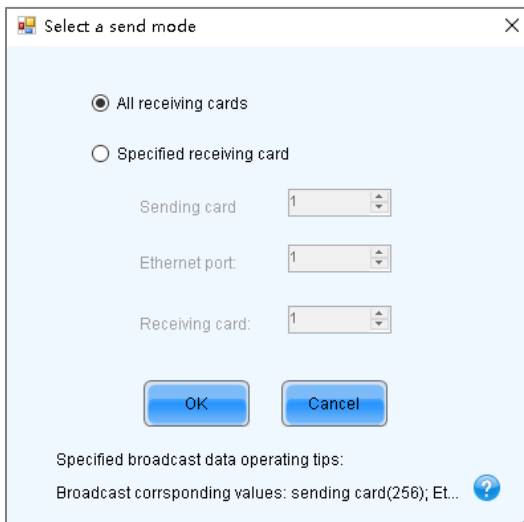 Select a send mode
All receiving cards
Specified receiving card
Sending card 1
Ethernet port: 1
Receiving card: 1
OK Cancel
Specified broadcast data operating tips:
Broadcast corrsponding values: sending card(256); Et... ?